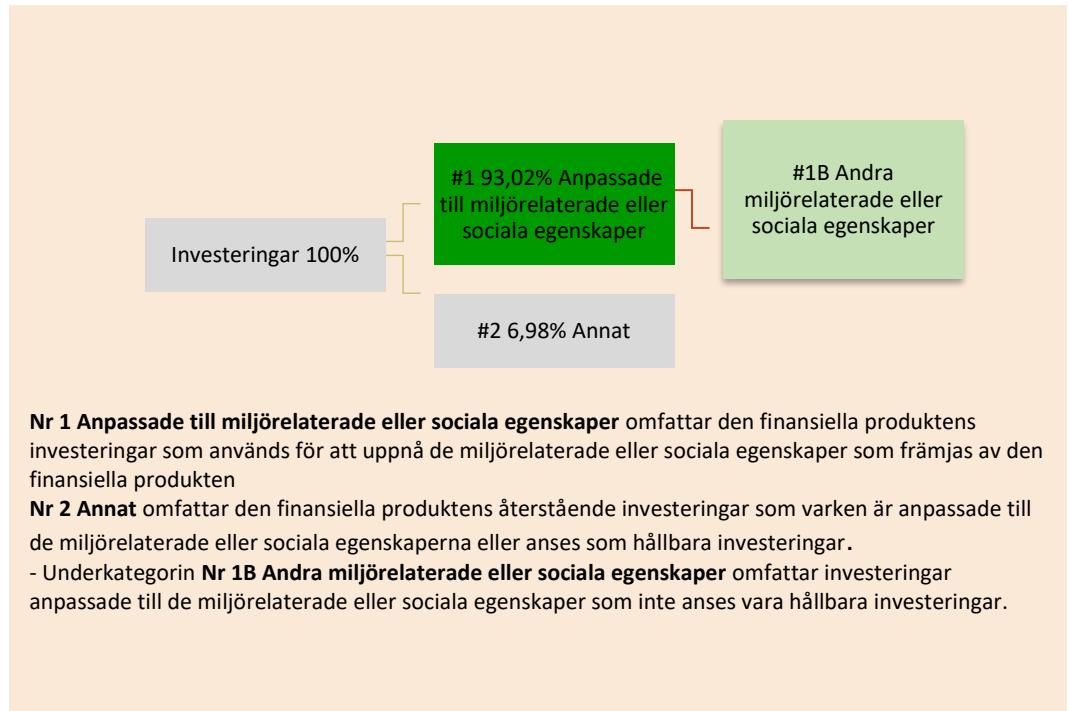 #1 93,02% Anpassade
till miljörelaterade eller
sociala egenskaper
#1B Andra
miljörelaterade eller
sociala egenskaper
Investeringar 100%
#2 6,98% Annat
Nr 1 Anpassade till miljörelaterade eller sociala egenskaper omfattar den finansiella produktens
investeringar som används för att uppnå de miljörelaterade eller sociala egenskaper som främjas av den
finansiella produkten
Nr 2 Annat omfattar den finansiella produktens återstående investeringar som varken är anpassade till
de miljörelaterade eller sociala egenskaperna eller anses som hållbara investeringar.
- Underkategorin Nr 1B Andra miljörelaterade eller sociala egenskaper omfattar investeringar
anpassade till de miljörelaterade eller sociala egenskaper som inte anses vara hållbara investeringar.